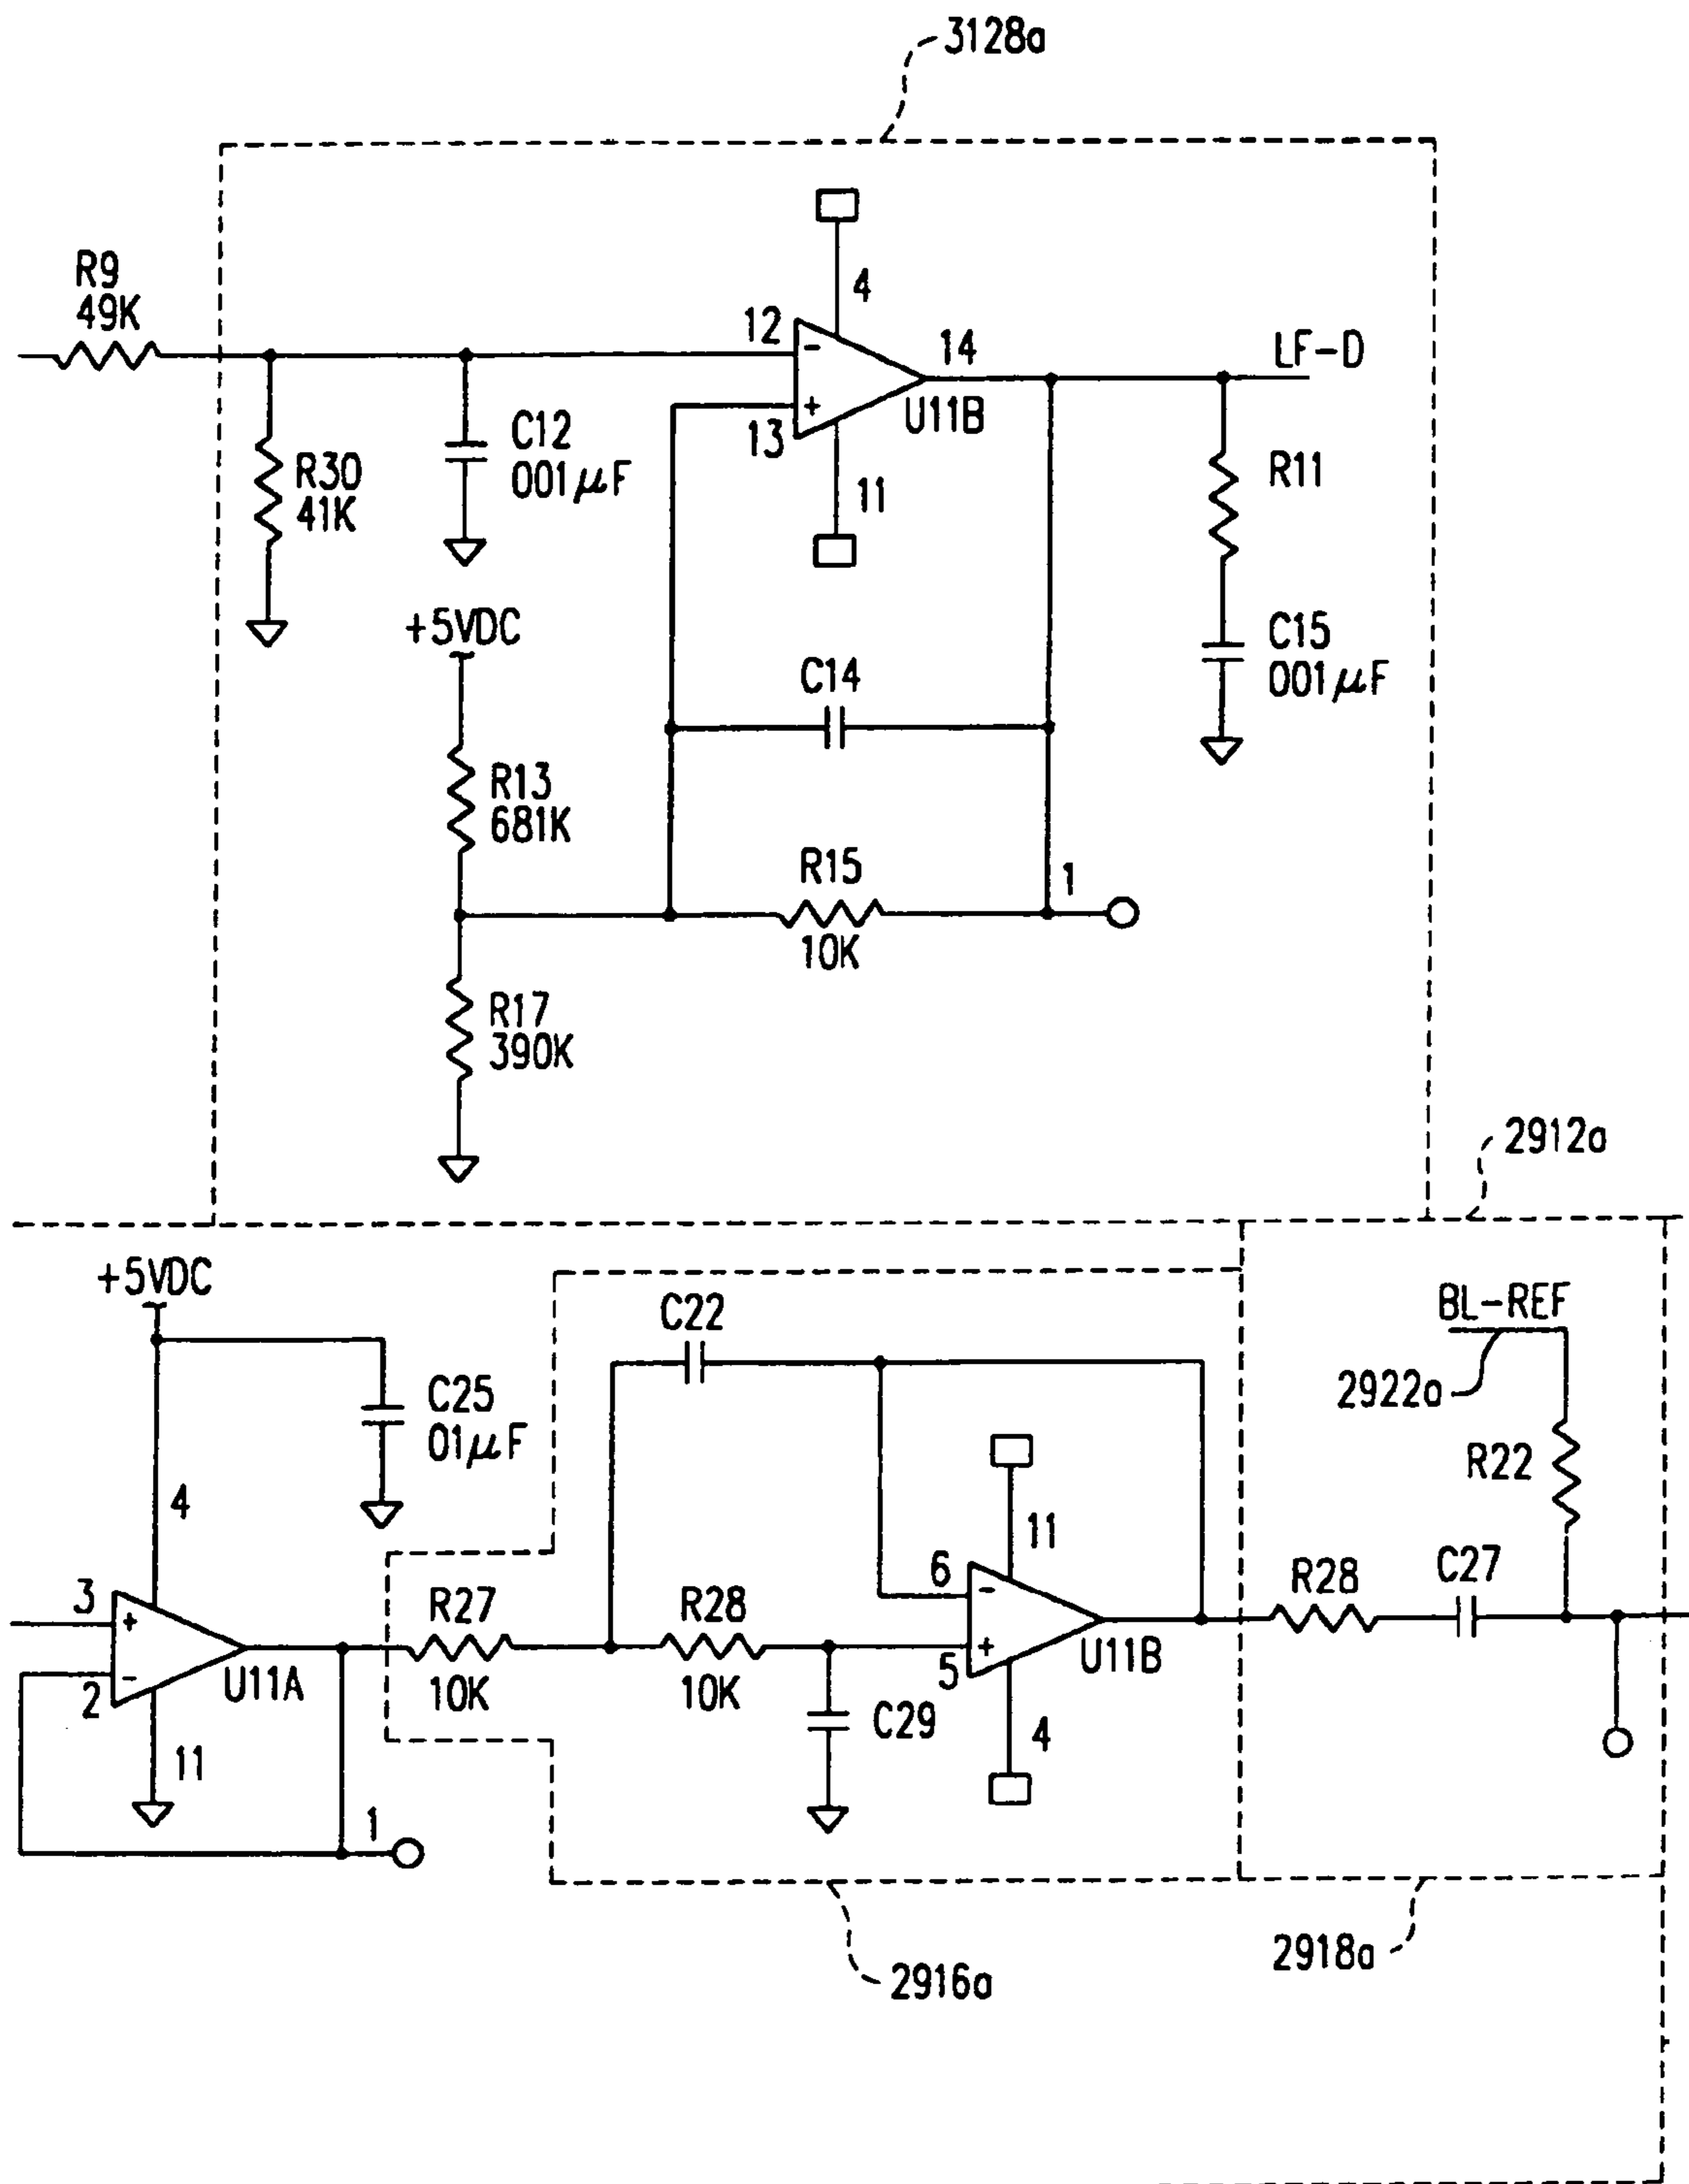 3128a
R9
49K
12
-
4
14
LF-D
+
13
U11B
11
R30
41K
C12
001μF
R11
C15
001μF
+5VDC
C14
R13
681K
R15
10K
1
R17
390K
2912a
+5VDC
C22
BL-REF
2922a
C25
01μF
R22
4
11
3
+
-
2
U11A
11
1
R27
10K
R28
10K
6
-
+
5
U11B
4
C29
R28
C27
2916a
2918a